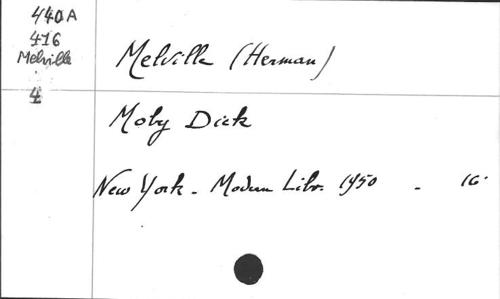 440A
416
Melville
4
Melville (Herman)
Moby Dick
New York - Modern Libr. 1950 - 16°